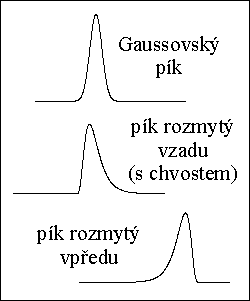 Gaussovský
pík
pík rozmytý
vzadu
(s chvostem)
pík rozmytý
vpředu